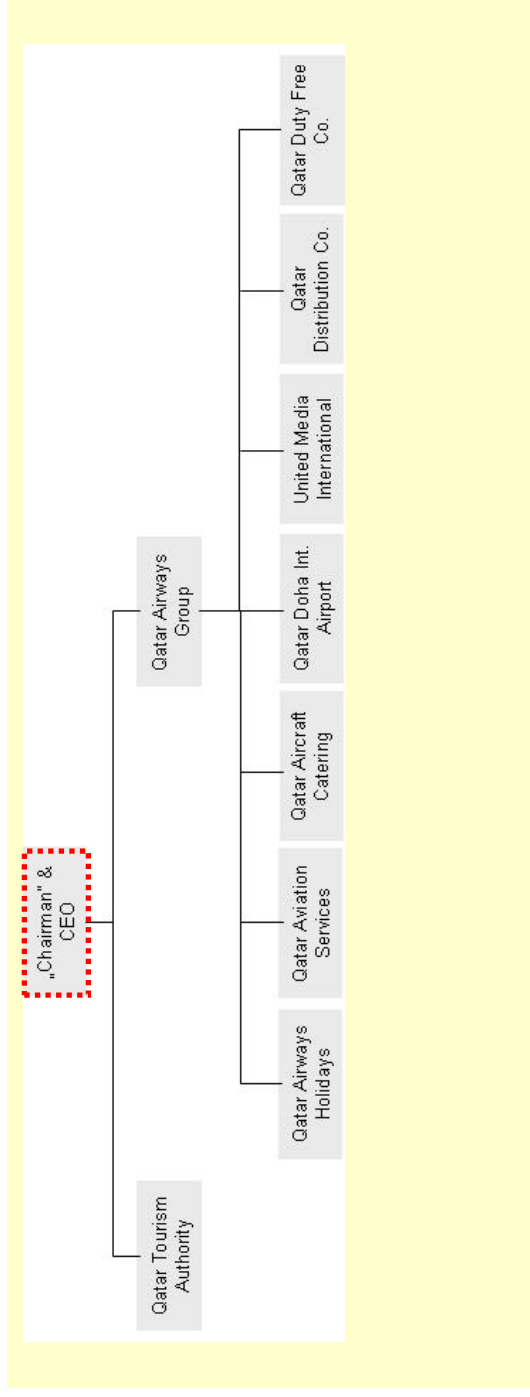 „Chairman" &
CEO
Qatar Tourism
Authority
Qatar Airways
Group
Qatar Airways
Holidays
Qatar Aviation
Services
Qatar Aircraft
Catering
Qatar Doha Int.
Airport
United Media
International
Qatar
Distribution Co.
Qatar Duty Free
Co.